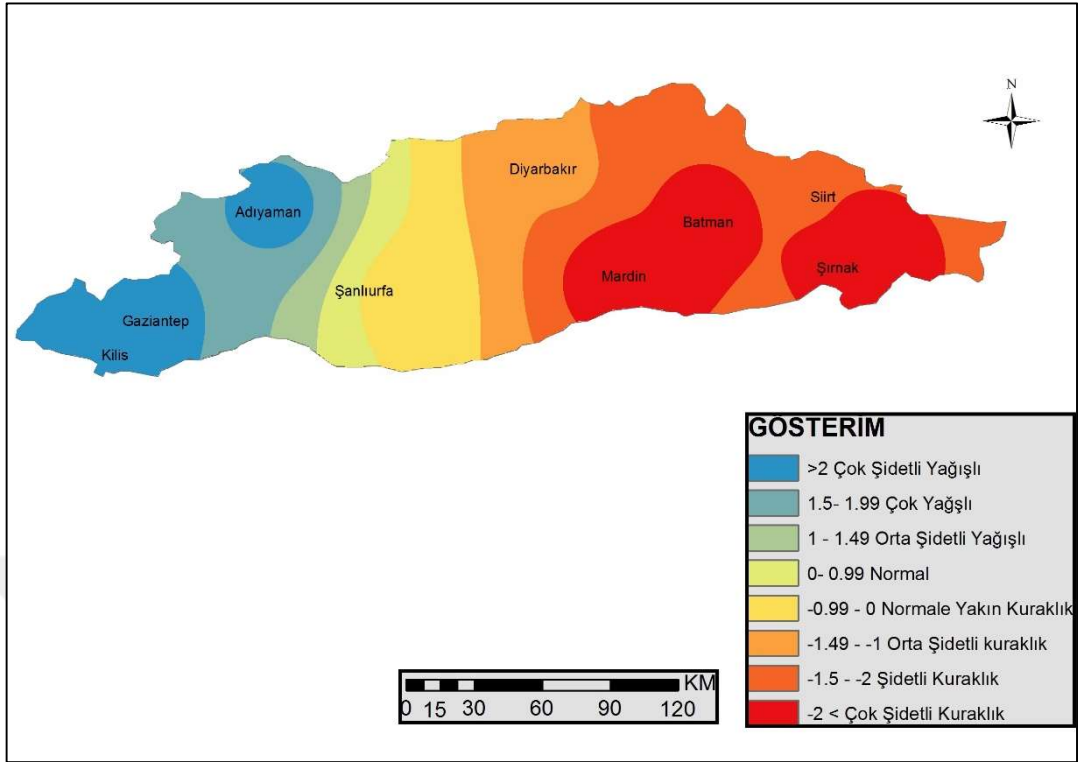 N
Diyarbakır
Adıyaman
Siirt
Batman
Şırnak
Mardin
Şanlıurfa
Gaziantep
Kilis
GÖSTERİM
>2 Çok Şidetli Yağışlı
1.5- 1.99 Çok Yağşlı
1 - 1.49 Orta Şidetli Yağışlı
0- 0.99 Normal
-0.99 - 0 Normale Yakın Kuraklık
-1.49 - -1 Orta Şidetli kuraklık
-1.5 - -2 Şidetli Kuraklık
-2 < Çok Şidetli Kuraklık
KM
0 15 30 60 90 120